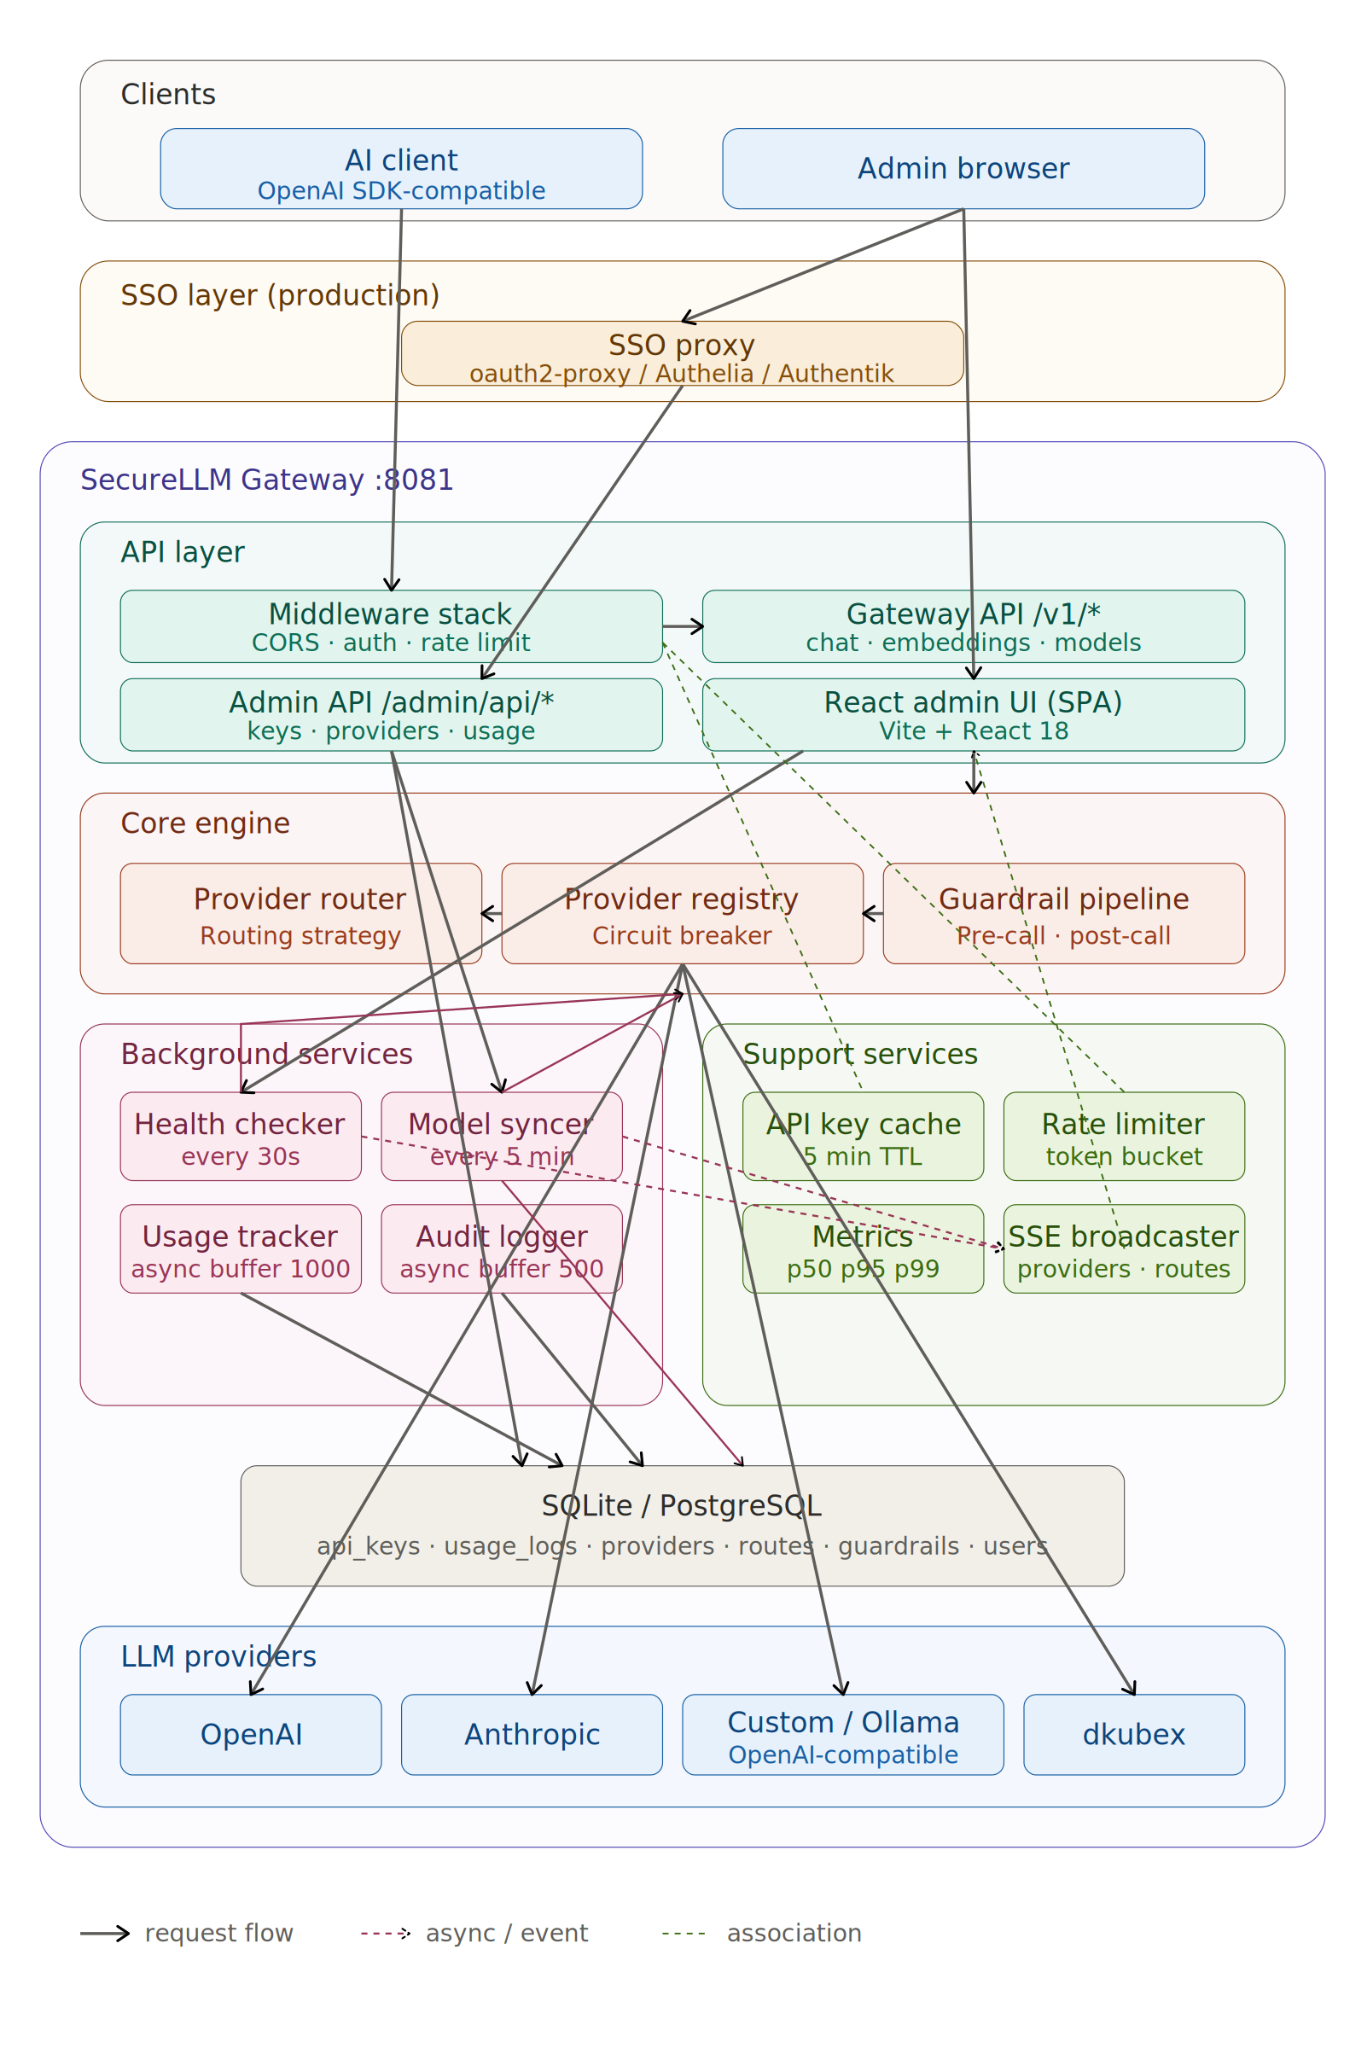 Clients
AI client
OpenAI SDK-compatible
Admin browser
SSO layer (production)
SSO proxy
oauth2-proxy / Authelia / Authentik
SecureLLM Gateway :8081
API layer
Middleware stack
CORS · auth · rate limit
Gateway API /v1/*
chat · embeddings · models
Admin API /admin/api/*
keys · providers · usage
React admin UI (SPA)
Vite + React 18
Core engine
Provider router
Routing strategy
Provider registry
Circuit breaker
Guardrail pipeline
Pre-call · post-call
Background services
Health checker
every 30s
Model syncer
every 5 min
Usage tracker
async buffer 1000
Audit logger
async buffer 500
Support services
API key cache
5 min TTL
Rate limiter
token bucket
Metrics
p50 p95 p99
SSE broadcaster
providers · routes
SQLite / PostgreSQL
api_keys · usage_logs · providers · routes · guardrails · users
LLM providers
OpenAI
Anthropic
Custom / Ollama
OpenAI-compatible
dkubex
request flow
async / event
association